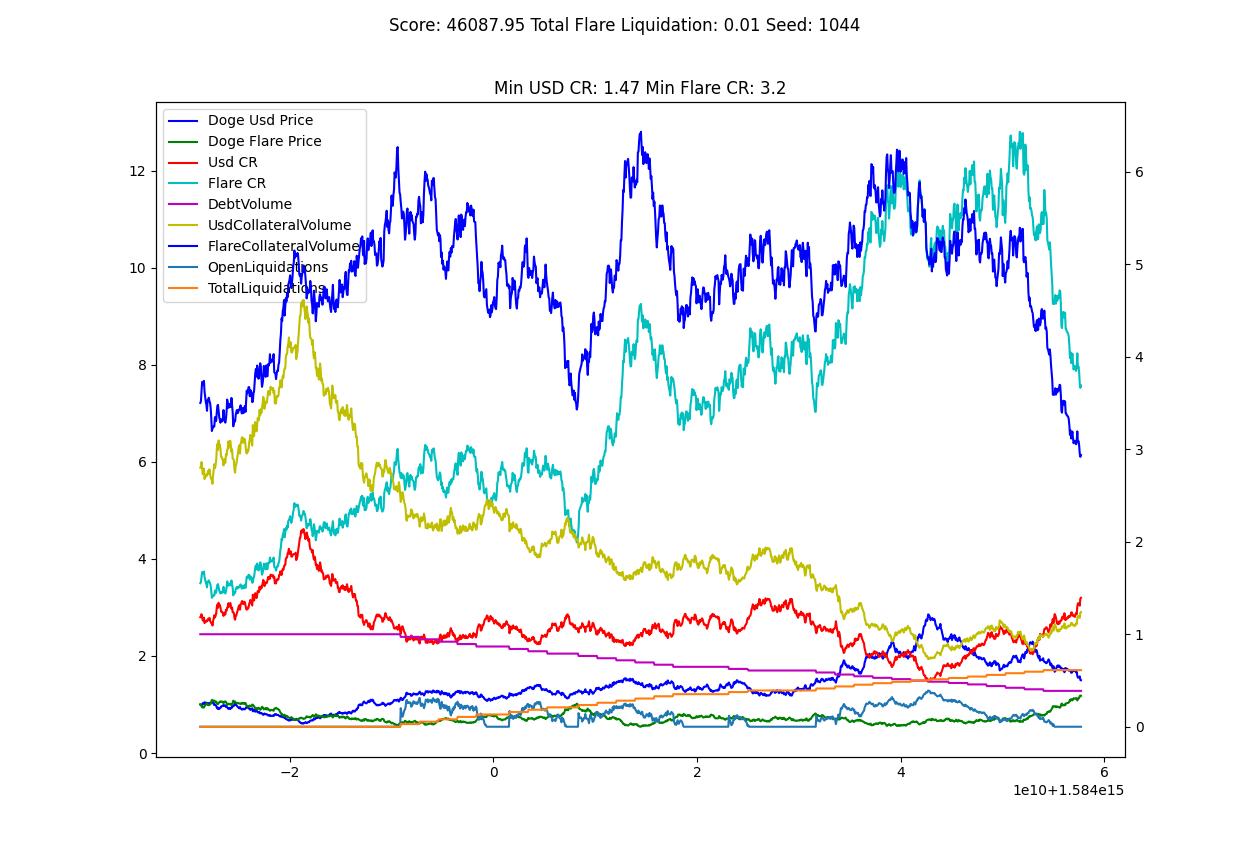 Score: 46087.95 Total Flare Liquidation: 0.01 Seed: 1044
Min USD CR: 1.47 Min Flare CR: 3.2
Doge Usd Price
Doge Flare Price
Usd CR
Flare CR
DebtVolume
UsdCollateralVolume
FlareCollateralVolume
OpenLiquidations
TotalLiquidations
12
10
8
6
4
2
0
6
5
4
3
2
1
0
−2
0
2
4
6
1e10+1.584e15